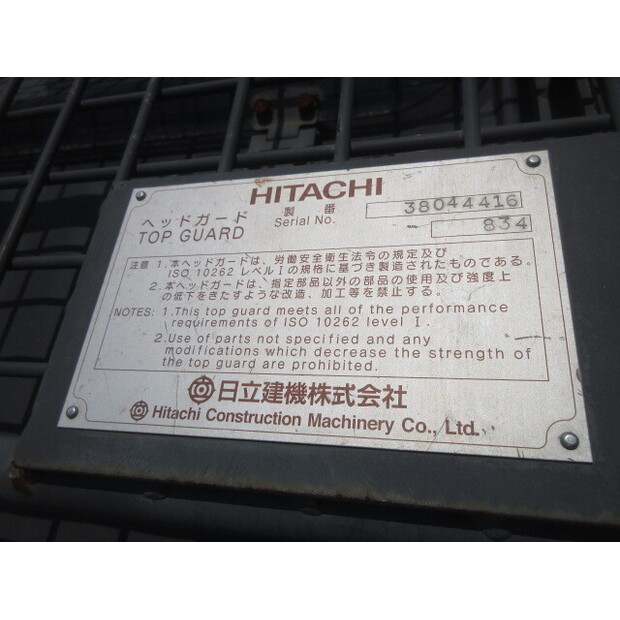 HITACHI
ヘッドガード 製番 38044416
TOP GUARD Serial No. 834
注意 1.本ヘッドガードは、労働安全衛生法令の規定及び
ISO 10262 レベルIの規格に基づき製造されたものである。
2.本ヘッドガードは、指定部品以外の部品の使用及び強度上
の低下をきたすような改造、加工等を禁止する。
NOTES: 1.This top guard meets all of the performance
requirements of ISO 10262 level I.
2.Use of parts not specified and any
modifications which decrease the strength of
the top guard are prohibited.
日立建機株式会社
Hitachi Construction Machinery Co., Ltd.